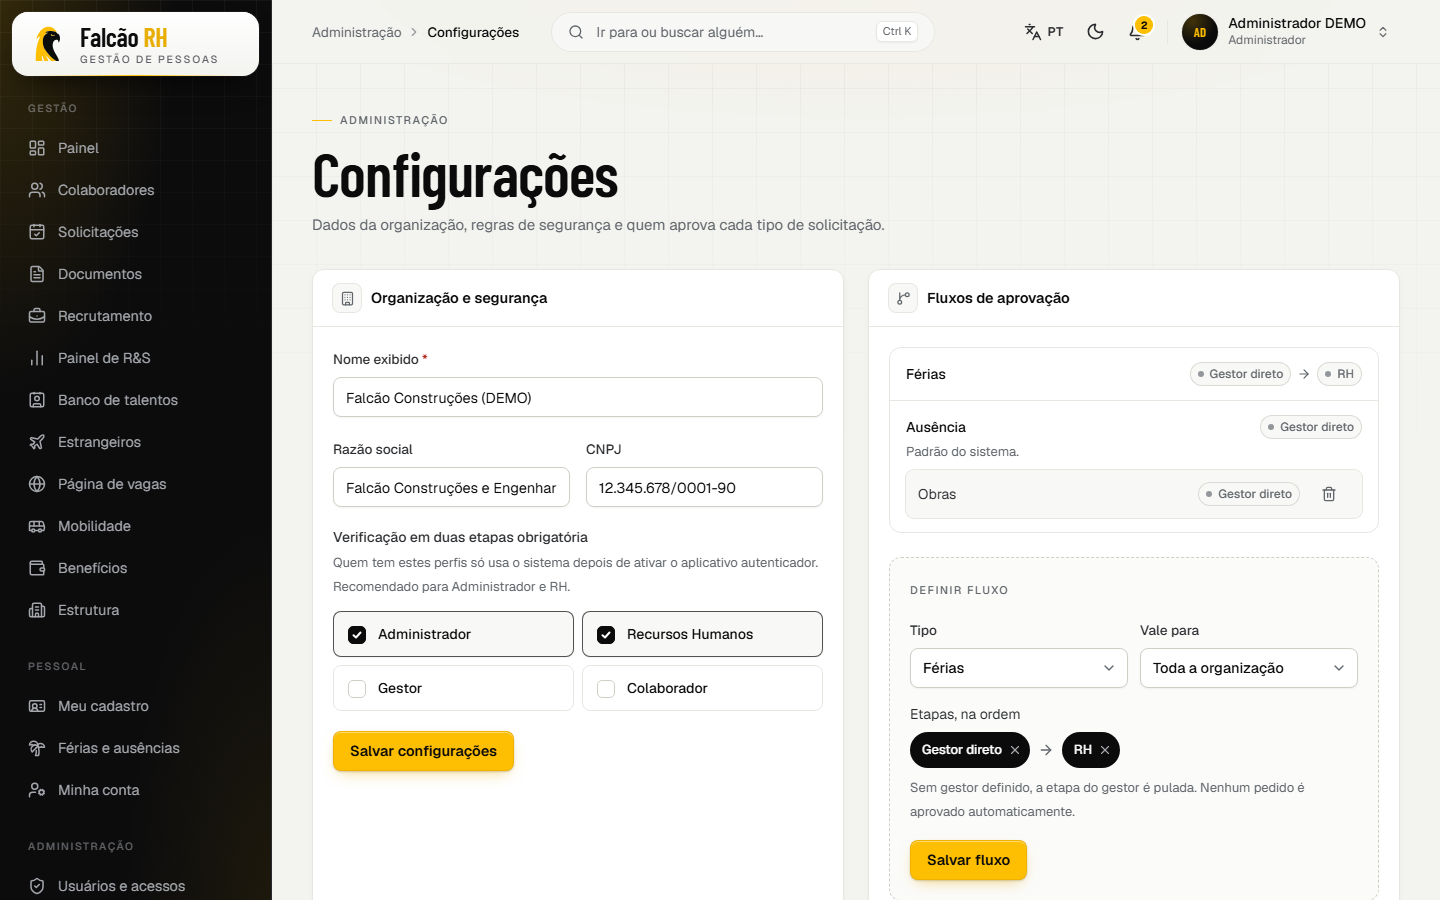 Falcão RH
GESTÃO DE PESSOAS
GESTÃO
Painel
Colaboradores
Solicitações
Documentos
Recrutamento
Painel de R&S
Banco de talentos
Estrangeiros
Página de vagas
Mobilidade
Benefícios
Estrutura
PESSOAL
Meu cadastro
Férias e ausências
Minha conta
ADMINISTRAÇÃO
Usuários e acessos
Administração > Configurações
Ir para ou buscar alguém… Ctrl K
PT
2
AD
Administrador DEMO
Administrador
ADMINISTRAÇÃO
Configurações
Dados da organização, regras de segurança e quem aprova cada tipo de solicitação.
Organização e segurança
Nome exibido *
Falcão Construções (DEMO)
Razão social CNPJ
Falcão Construções e Engenhar 12.345.678/0001-90
Verificação em duas etapas obrigatória
Quem tem estes perfis só usa o sistema depois de ativar o aplicativo autenticador.
Recomendado para Administrador e RH.
Administrador Recursos Humanos
Gestor Colaborador
Salvar configurações
Fluxos de aprovação
Férias Gestor direto → RH
Ausência Gestor direto
Padrão do sistema.
Obras Gestor direto
DEFINIR FLUXO
Tipo Vale para
Férias Toda a organização
Etapas, na ordem
Gestor direto × → RH ×
Sem gestor definido, a etapa do gestor é pulada. Nenhum pedido é
aprovado automaticamente.
Salvar fluxo